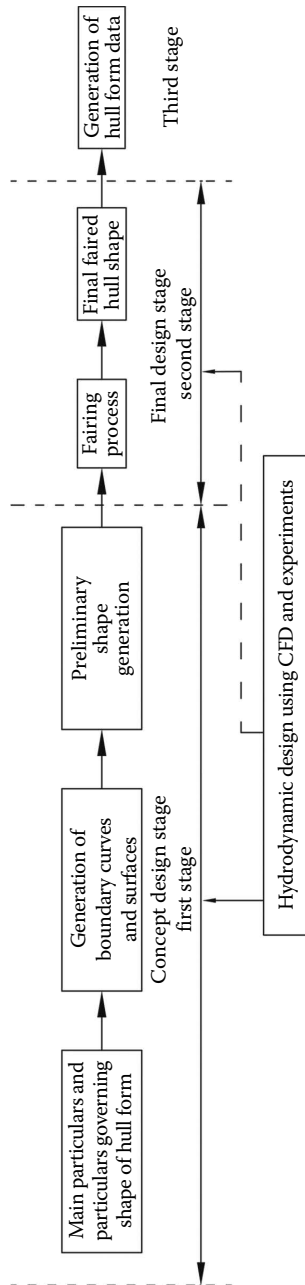 Main particulars and
particulars governing
shape of hull form
Generation of
boundary curves
and surfaces
Preliminary
shape
generation
Fairing
process
Final faired
hull shape
Generation of
hull form data
Concept design stage
first stage
Final design stage
second stage
Third stage
Hydrodynamic design using CFD and experiments